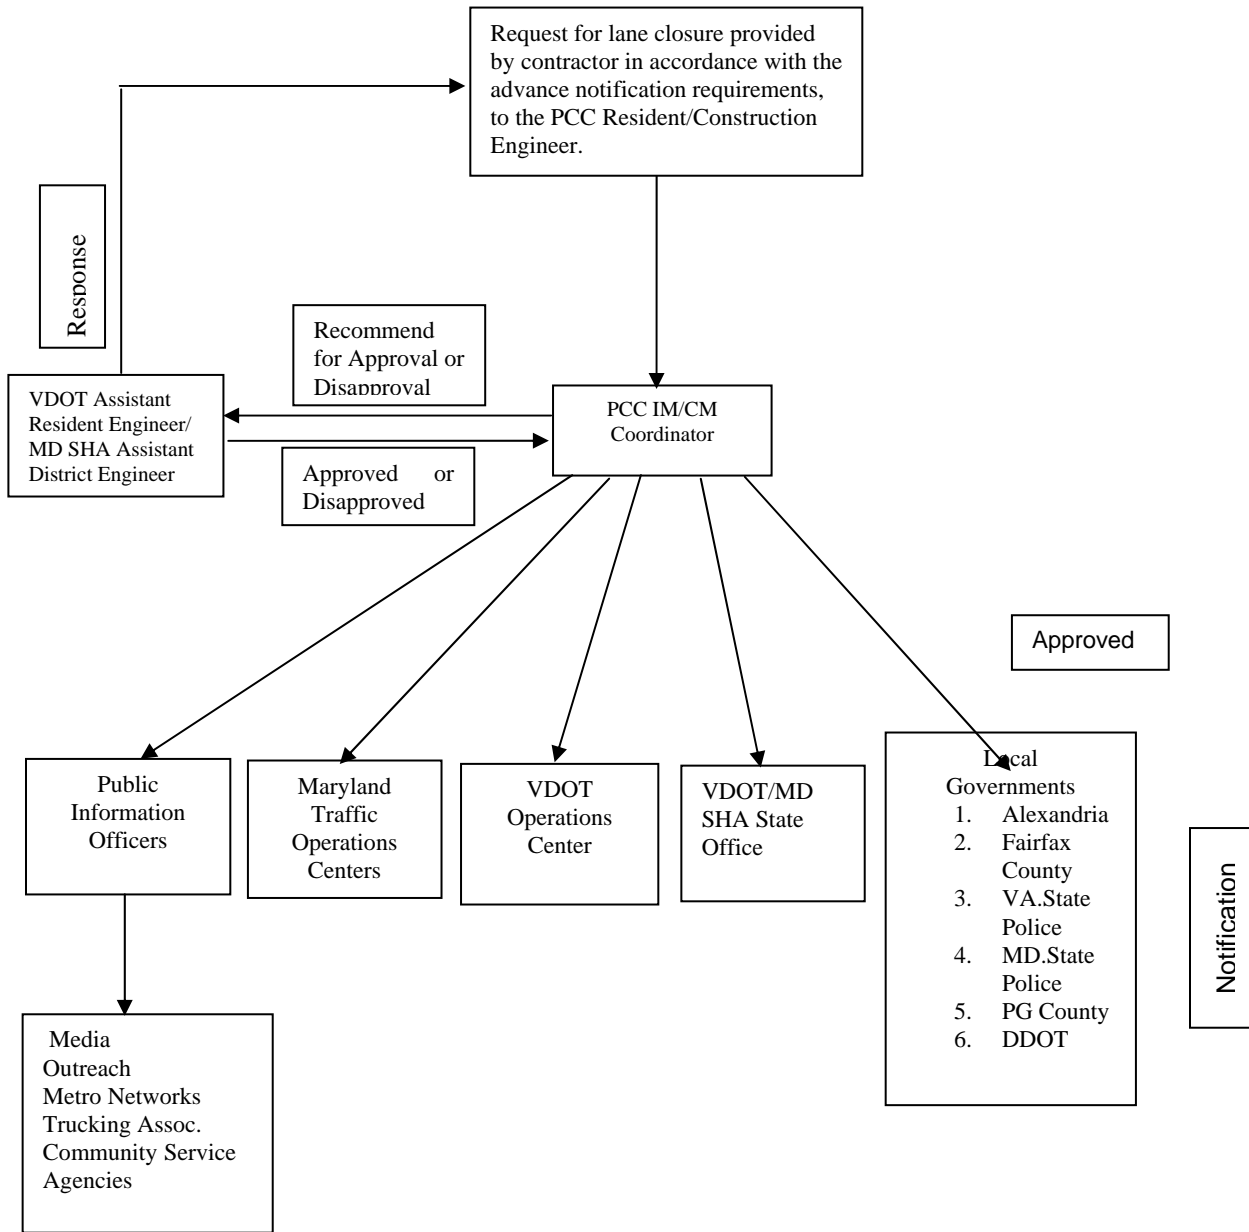 Request for lane closure provided
by contractor in accordance with the
advance notification requirements,
to the PCC Resident/Construction
Engineer.
Response
Recommend
for Approval or
Disapproval
VDOT Assistant
Resident Engineer/
MD SHA Assistant
District Engineer
PCC IM/CM
Coordinator
Approved or
Disapproved
Approved
Public
Information
Officers
Maryland
Traffic
Operations
Centers
VDOT
Operations
Center
VDOT/MD
SHA State
Office
Local
Governments
1. Alexandria
2. Fairfax
County
3. VA.State
Police
4. MD.State
Police
5. PG County
6. DDOT
Notification
Media
Outreach
Metro Networks
Trucking Assoc.
Community Service
Agencies